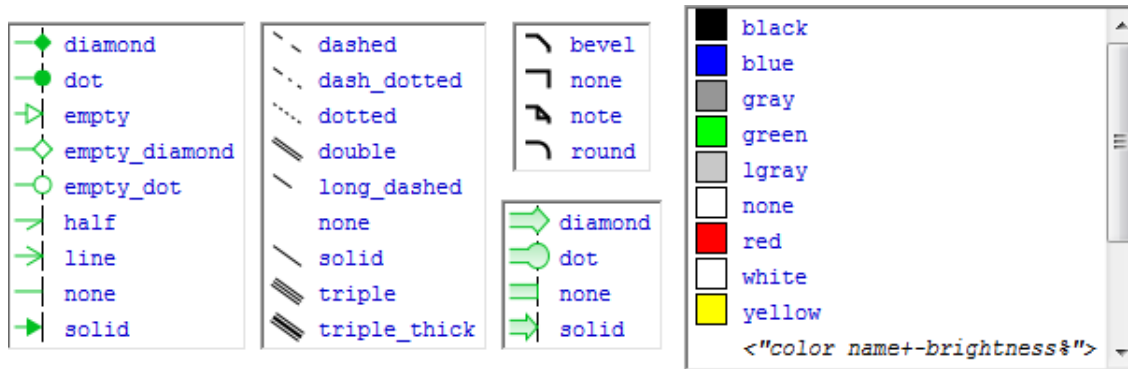 diamond
dot
empty
empty_diamond
empty_dot
half
line
none
solid
dashed
dash_dotted
dotted
double
long_dashed
none
solid
triple
triple_thick
bevel
none
note
round
diamond
dot
none
solid
black
blue
gray
green
lgray
none
red
white
yellow
<"color name+-brightness%">